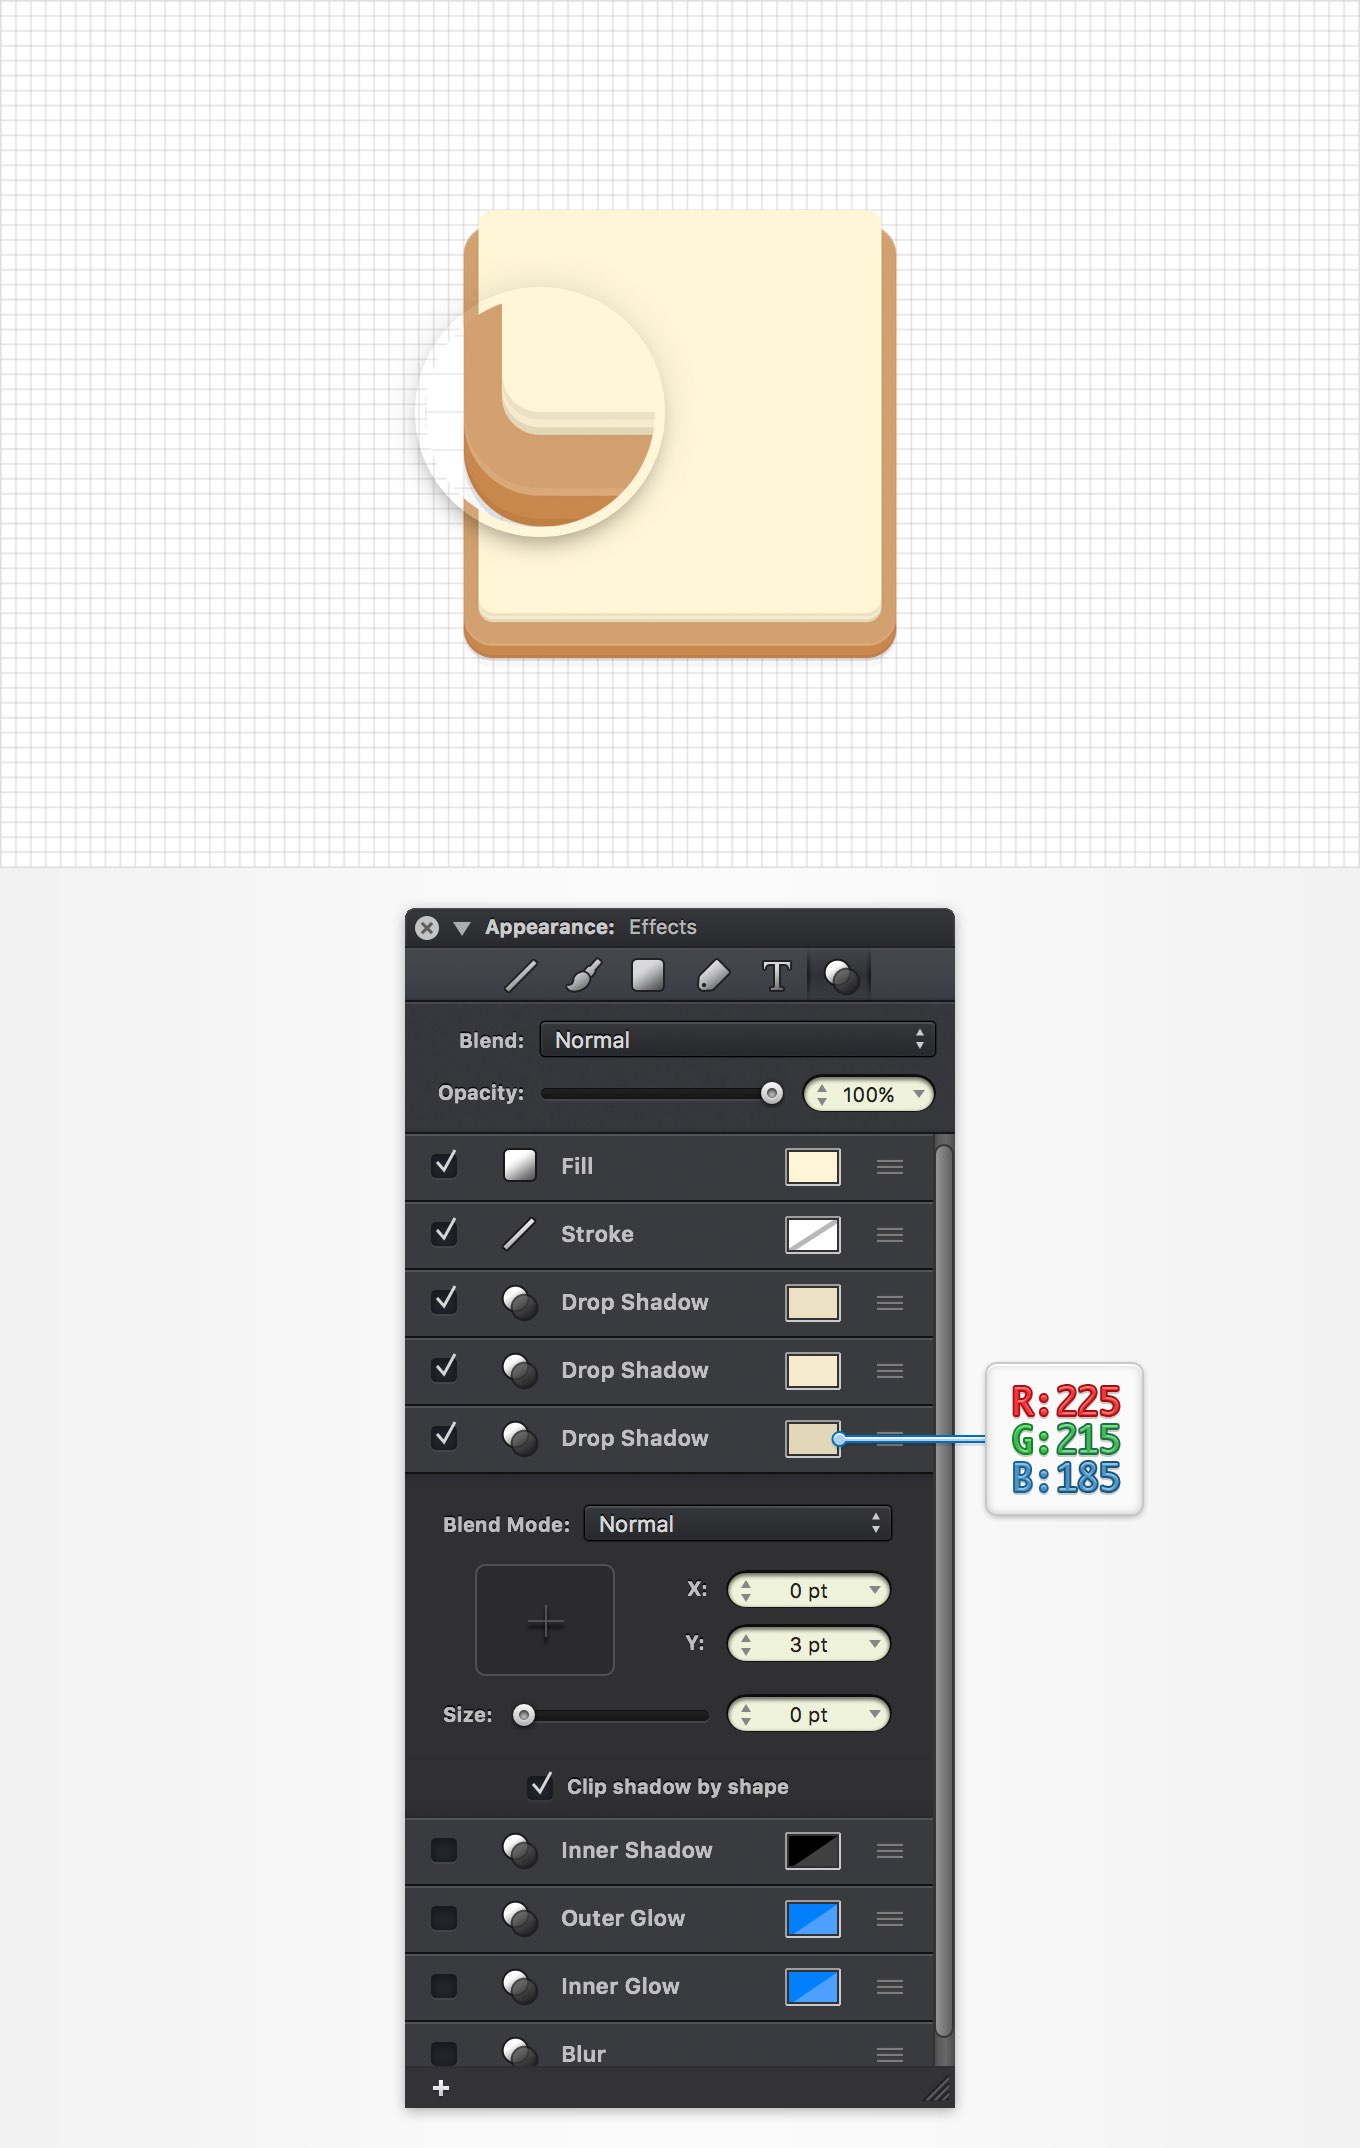 Appearance: Effects
T
Blend: Normal
Opacity: 100%
Fill
Stroke
Drop Shadow
Drop Shadow
Drop Shadow
R:225
G:215
B:185
Blend Mode: Normal
X: 0 pt
Y: 3 pt
Size: 0 pt
Clip shadow by shape
Inner Shadow
Outer Glow
Inner Glow
Blur